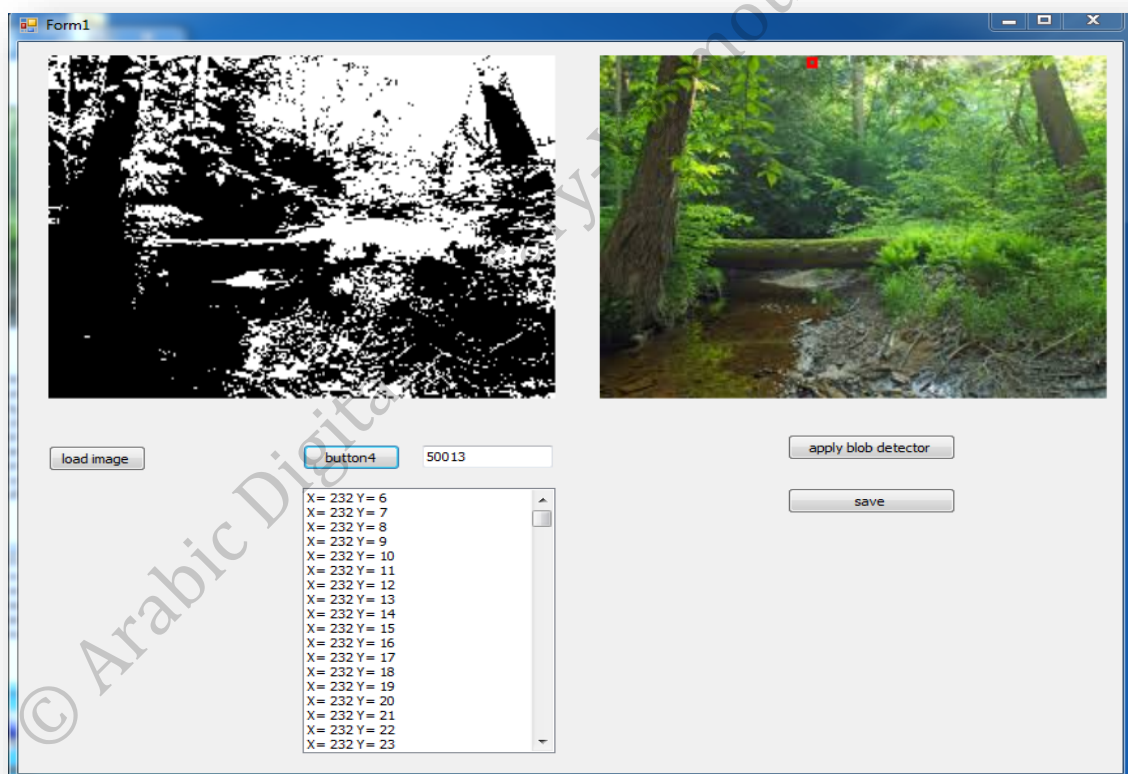 Form1
load image
button4
50013
apply blob detector
save
X= 232 Y= 6
X= 232 Y= 7
X= 232 Y= 8
X= 232 Y= 9
X= 232 Y= 10
X= 232 Y= 11
X= 232 Y= 12
X= 232 Y= 13
X= 232 Y= 14
X= 232 Y= 15
X= 232 Y= 16
X= 232 Y= 17
X= 232 Y= 18
X= 232 Y= 19
X= 232 Y= 20
X= 232 Y= 21
X= 232 Y= 22
X= 232 Y= 23
© Arabic Digital